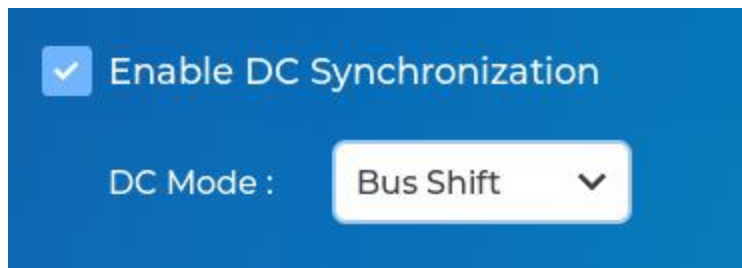 Enable DC Synchronization
DC Mode : Bus Shift